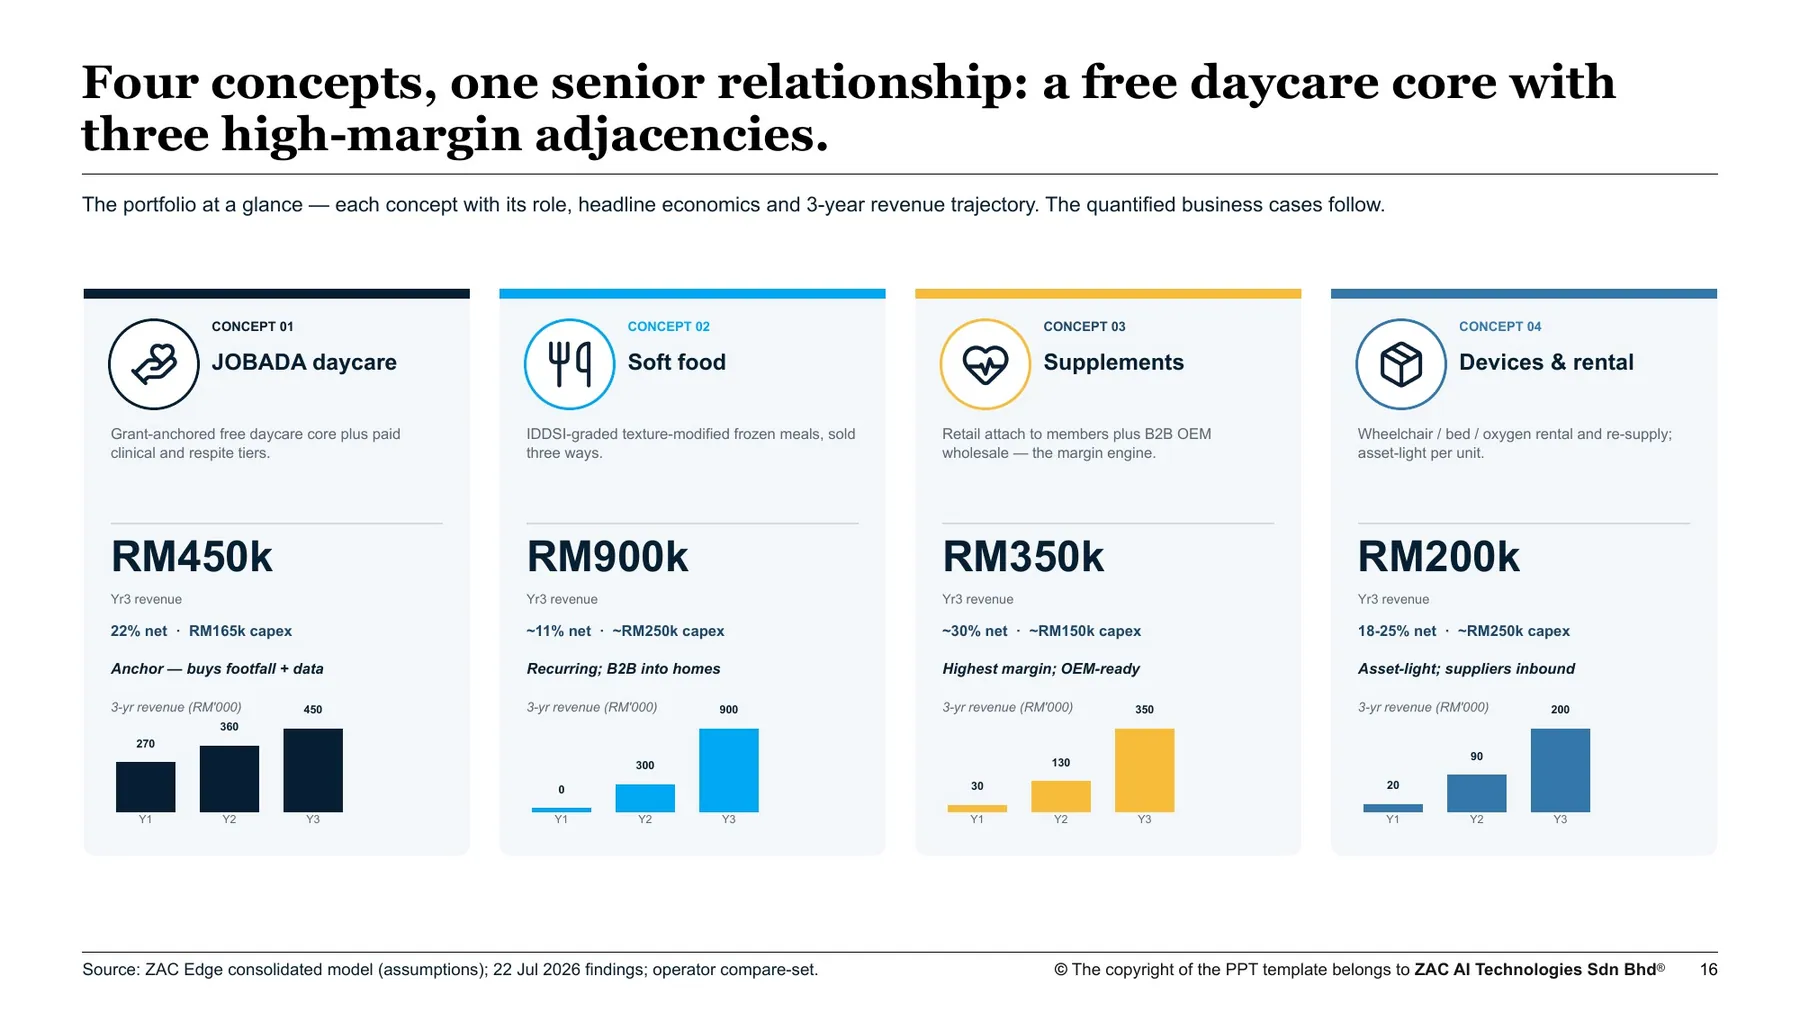 Four concepts, one senior relationship: a free daycare core with
three high-margin adjacencies.
The portfolio at a glance — each concept with its role, headline economics and 3-year revenue trajectory. The quantified business cases follow.
CONCEPT 01
JOBADA daycare
Grant-anchored free daycare core plus paid
clinical and respite tiers.
RM450k
Yr3 revenue
22% net · RM165k capex
Anchor — buys footfall + data
3-yr revenue (RM'000)
270
360
450
Y1
Y2
Y3
CONCEPT 02
Soft food
IDDSI-graded texture-modified frozen meals, sold
three ways.
RM900k
Yr3 revenue
~11% net · ~RM250k capex
Recurring; B2B into homes
3-yr revenue (RM'000)
0
300
900
Y1
Y2
Y3
CONCEPT 03
Supplements
Retail attach to members plus B2B OEM
wholesale — the margin engine.
RM350k
Yr3 revenue
~30% net · ~RM150k capex
Highest margin; OEM-ready
3-yr revenue (RM'000)
30
130
350
Y1
Y2
Y3
CONCEPT 04
Devices & rental
Wheelchair / bed / oxygen rental and re-supply;
asset-light per unit.
RM200k
Yr3 revenue
18-25% net · ~RM250k capex
Asset-light; suppliers inbound
3-yr revenue (RM'000)
20
90
200
Y1
Y2
Y3
Source: ZAC Edge consolidated model (assumptions); 22 Jul 2026 findings; operator compare-set.
© The copyright of the PPT template belongs to ZAC AI Technologies Sdn Bhd®
16